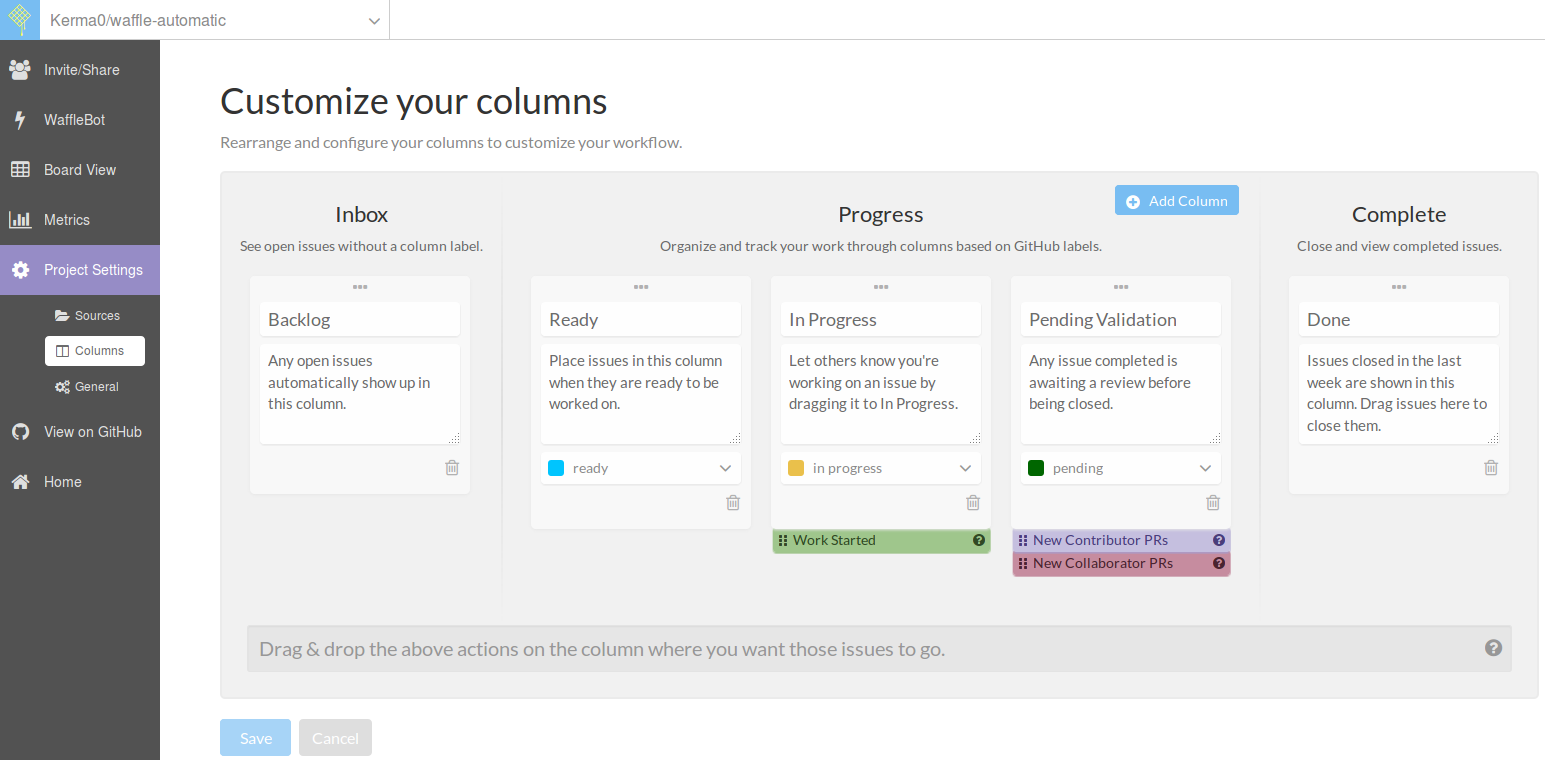 Kerma0/waffle-automatic
Invite/Share
WaffleBot
Board View
Metrics
Project Settings
Sources
Columns
General
View on GitHub
Home
Customize your columns
Rearrange and configure your columns to customize your workflow.
Add Column
Inbox
See open issues without a column label.
Backlog
Any open issues
automatically show up in
this column.
Progress
Organize and track your work through columns based on GitHub labels.
Ready
Place issues in this column
when they are ready to be
worked on.
ready
In Progress
Let others know you're
working on an issue by
dragging it to In Progress.
in progress
Work Started
Pending Validation
Any issue completed is
awaiting a review before
being closed.
pending
New Contributor PRs
New Collaborator PRs
Complete
Close and view completed issues.
Done
Issues closed in the last
week are shown in this
column. Drag issues here to
close them.
Drag & drop the above actions on the column where you want those issues to go.
Save
Cancel